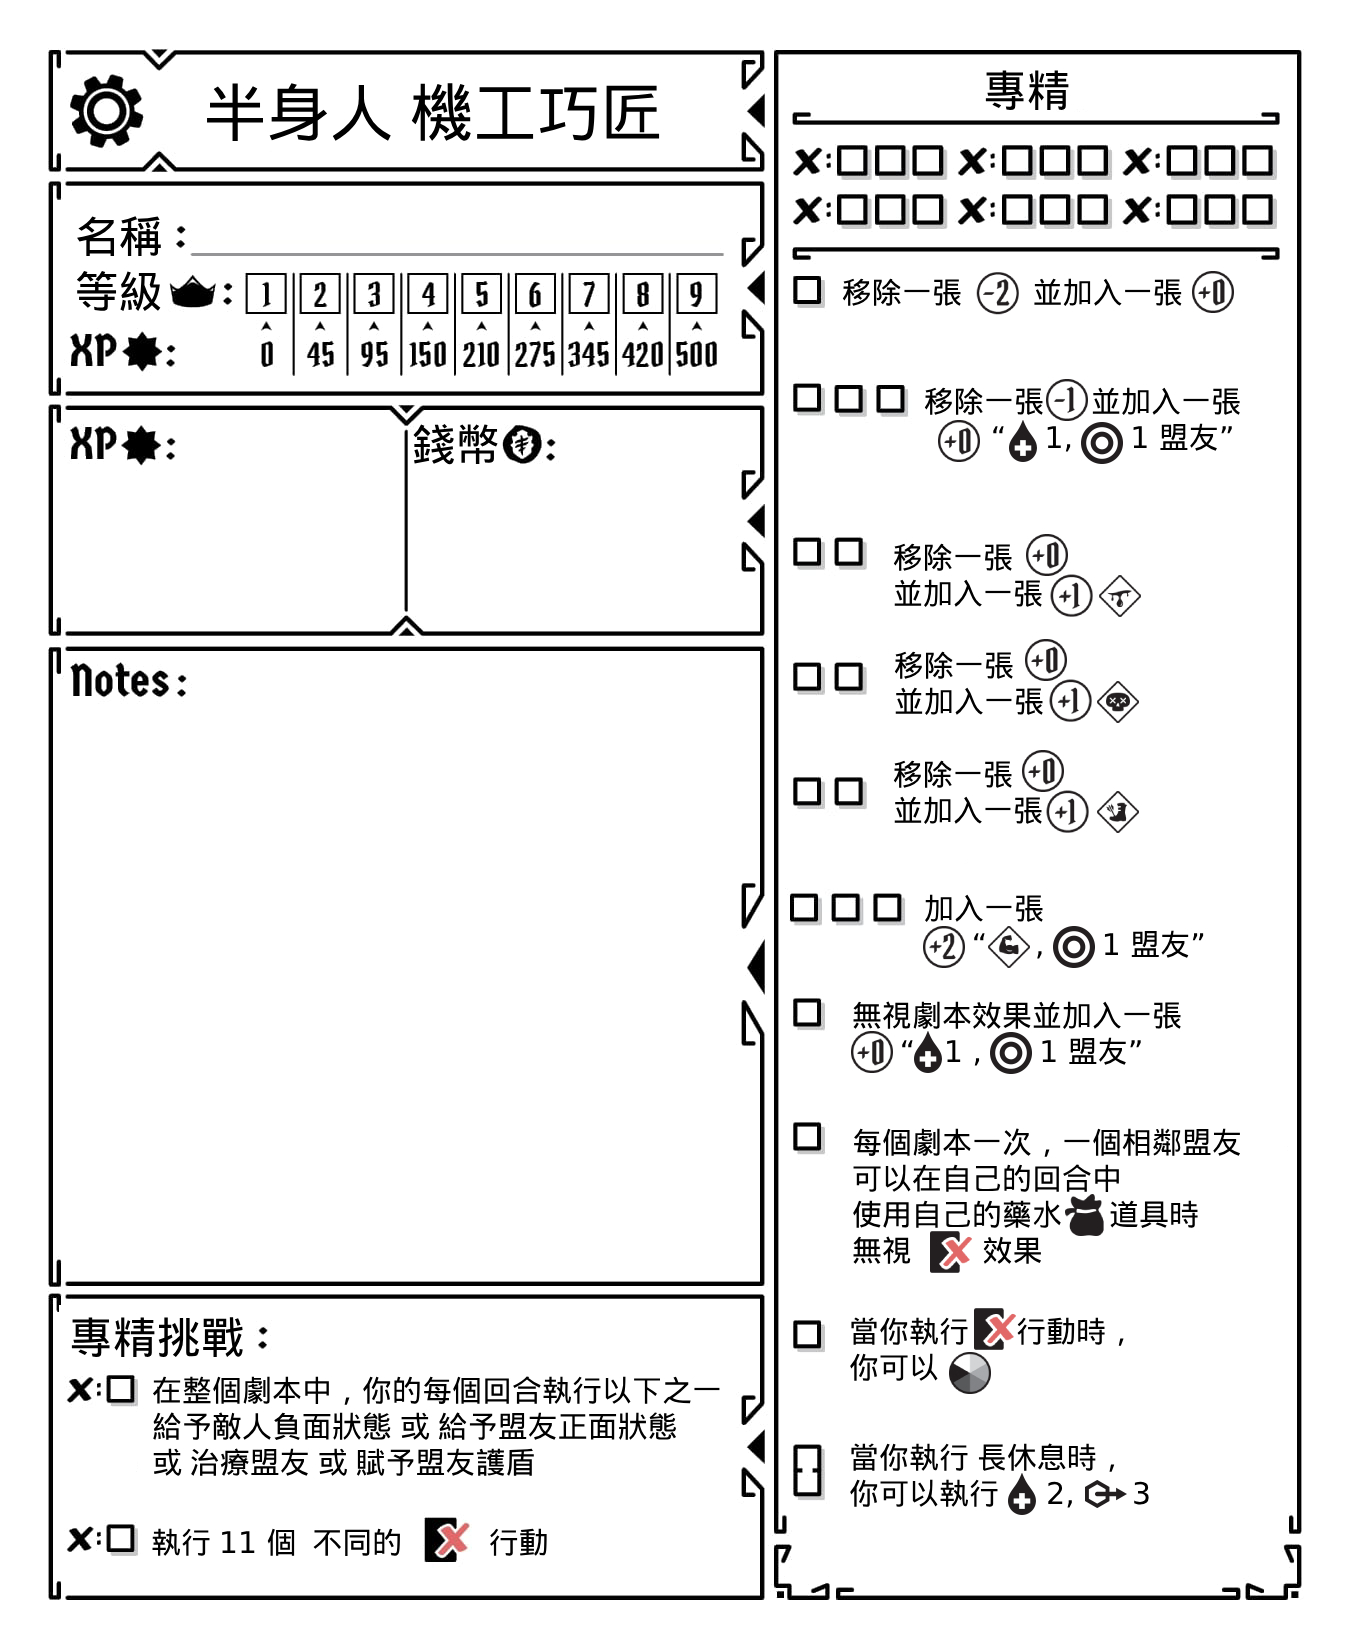 半身人 機工巧匠
名稱：
等級 :
1 2 3 4 5 6 7 8 9
XP :
0 45 95 150 210 275 345 420 500
XP :
錢幣 :
Notes:
專精挑戰：
在整個劇本中，你的每個回合執行以下之一
給予敵人負面狀態 或 給予盟友正面狀態
或 治療盟友 或 賦予盟友護盾
執行 11 個 不同的 行動
專精
移除一張 -2 並加入一張 +0
移除一張 -1 並加入一張
+0 “ 1, 1 盟友”
移除一張 +0
並加入一張 +1
移除一張 +0
並加入一張 +1
移除一張 +0
並加入一張 +1
加入一張
+2 “ , 1 盟友”
無視劇本效果並加入一張
+0 “ 1 , 1 盟友”
每個劇本一次，一個相鄰盟友
可以在自己的回合中
使用自己的藥水 道具時
無視 效果
當你執行 行動時，
你可以
當你執行 長休息時，
你可以執行 2, 3